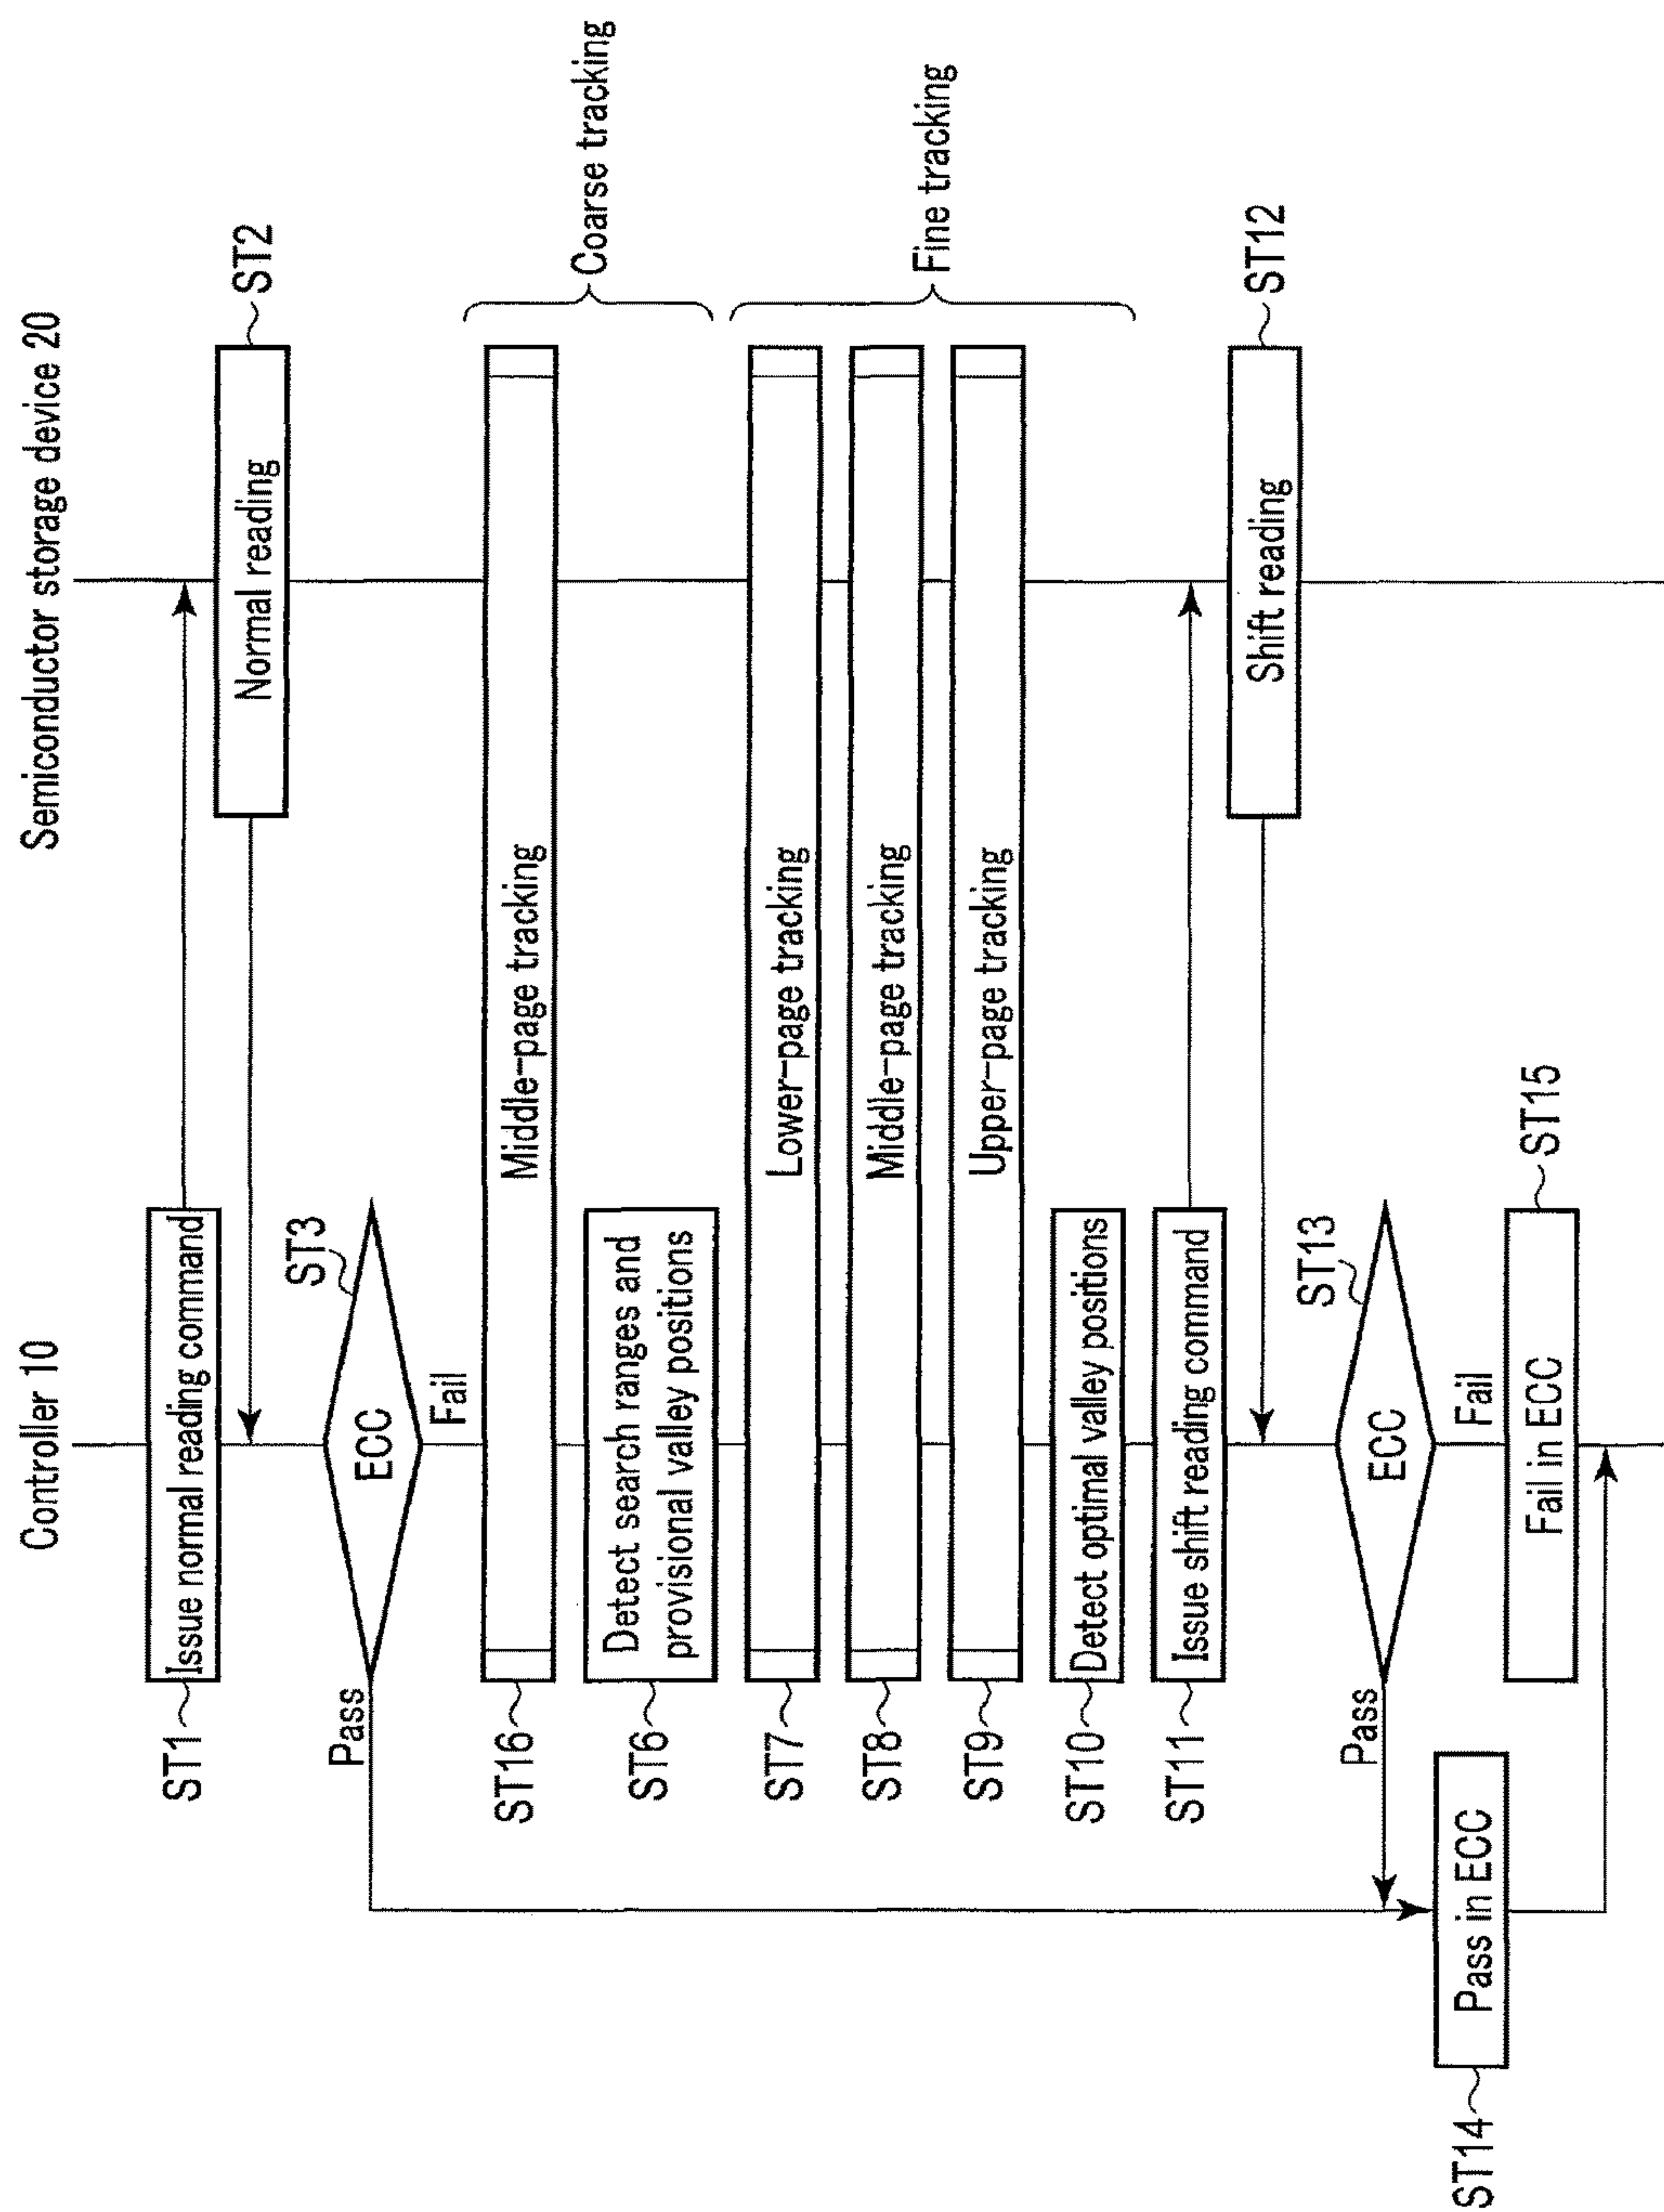 Controller 10
Semiconductor storage device 20
ST1
Issue normal reading command
Normal reading
ST2
ST3
ECC
Pass
Fail
ST16
Middle-page tracking
Coarse tracking
ST6
Detect search ranges and
provisional valley positions
ST7
Lower-page tracking
Fine tracking
ST8
Middle-page tracking
ST9
Upper-page tracking
ST10
Detect optimal valley positions
ST11
Issue shift reading command
Shift reading
ST12
ST13
ECC
Pass
Fail
ST14
Pass in ECC
Fail in ECC
ST15